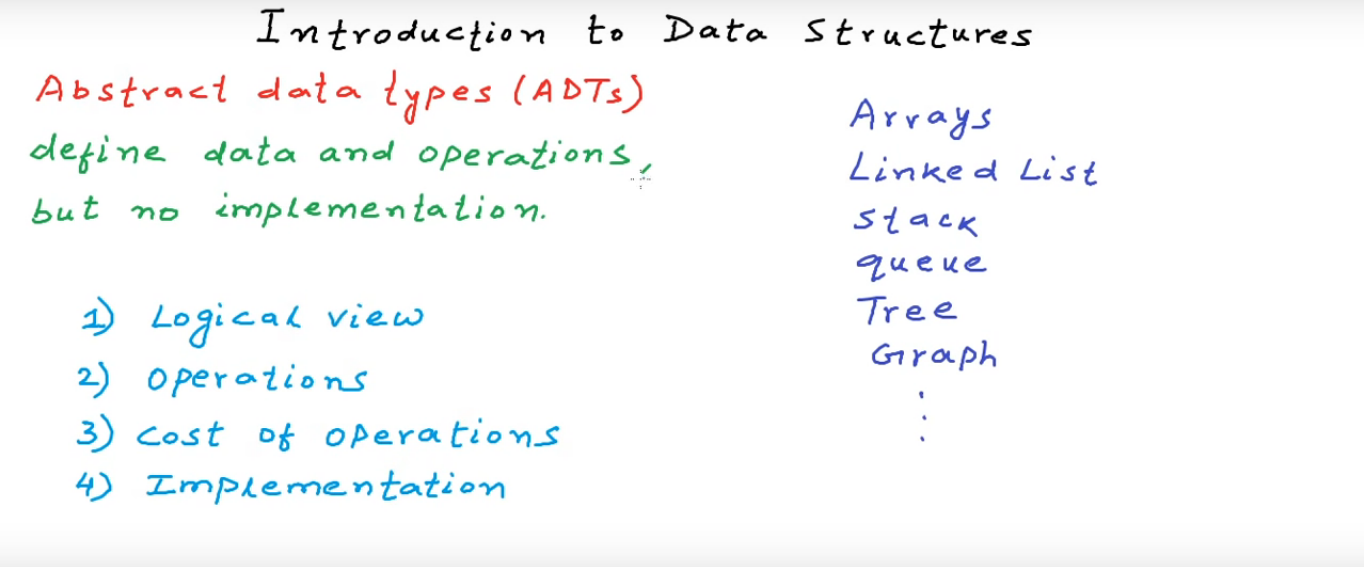 Introduction to Data Structures
Abstract data types (ADTs)
define data and operations,
but no implementation.
1) Logical view
2) operations
3) cost of operations
4) Implementation
Arrays
Linked List
stack
queue
Tree
Graph
⋮